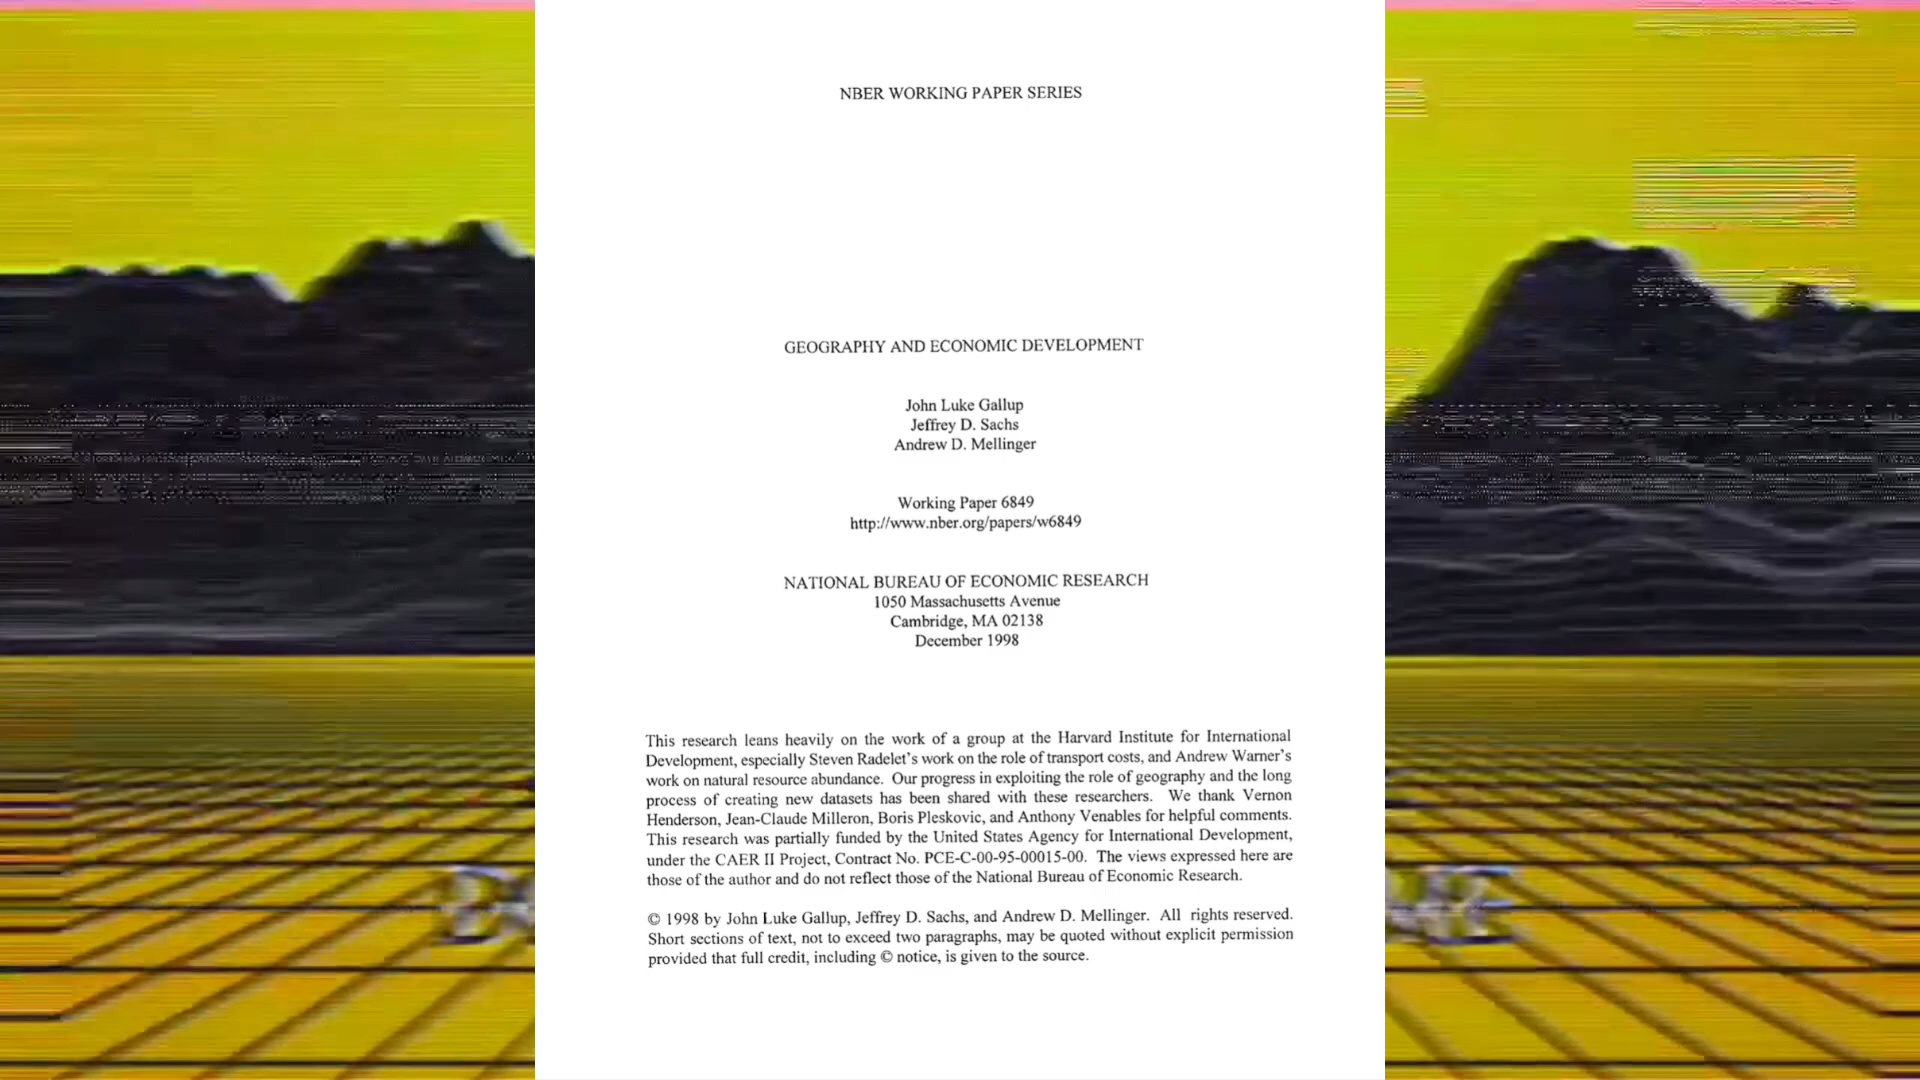 NBER WORKING PAPER SERIES
GEOGRAPHY AND ECONOMIC DEVELOPMENT
John Luke Gallup
Jeffrey D. Sachs
Andrew D. Mellinger
Working Paper 6849
http://www.nber.org/papers/w6849
NATIONAL BUREAU OF ECONOMIC RESEARCH
1050 Massachusetts Avenue
Cambridge, MA 02138
December 1998
This research leans heavily on the work of a group at the Harvard Institute for International
Development, especially Steven Radelet's work on the role of transport costs, and Andrew Warner's
work on natural resource abundance. Our progress in exploiting the role of geography and the long
process of creating new datasets has been shared with these researchers. We thank Vernon
Henderson, Jean-Claude Milleron, Boris Pleskovic, and Anthony Venables for helpful comments.
This research was partially funded by the United States Agency for International Development,
under the CAER II Project, Contract No. PCE-C-00-95-00015-00. The views expressed here are
those of the author and do not reflect those of the National Bureau of Economic Research.
© 1998 by John Luke Gallup, Jeffrey D. Sachs, and Andrew D. Mellinger. All rights reserved.
Short sections of text, not to exceed two paragraphs, may be quoted without explicit permission
provided that full credit, including © notice, is given to the source.